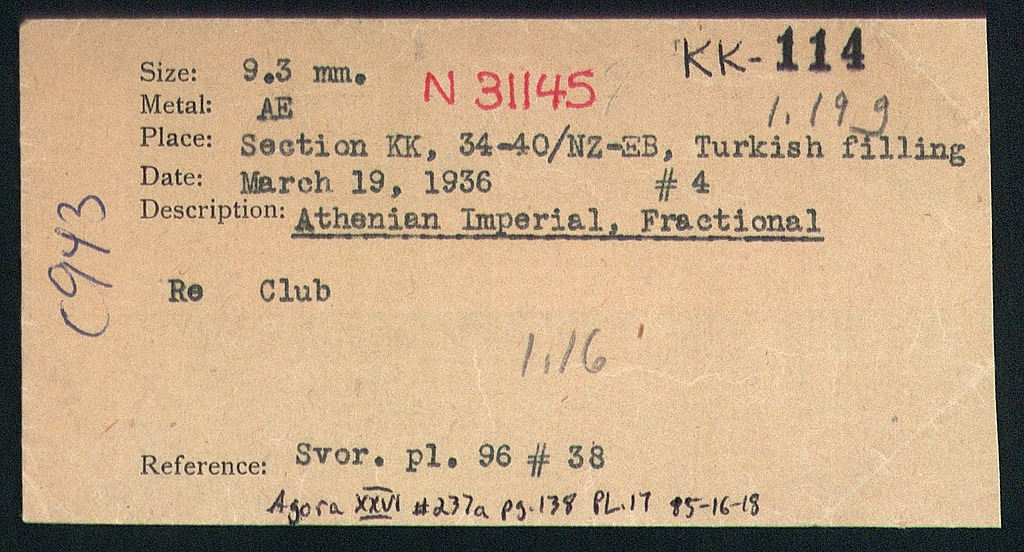 KK-114
Size: 9.3 mm.
N 31145
Metal: AE
1.19 g
Place: Section KK, 34-40/NZ-EB, Turkish filling
Date: March 19, 1936 # 4
Description: Athenian Imperial, Fractional
C943
Re Club
1.16
Reference: Svor. pl. 96 # 38
Agora XXVI #237a pg.138 PL.17 85-16-18